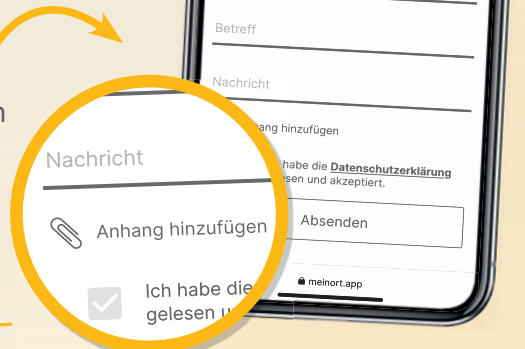 Betreff
Nachricht
ang hinzufügen
habe die Datenschutzerklärung
sen und akzeptiert.
Absenden
meinort.app
n
Nachricht
Anhang hinzufügen
Ich habe die
gelesen u